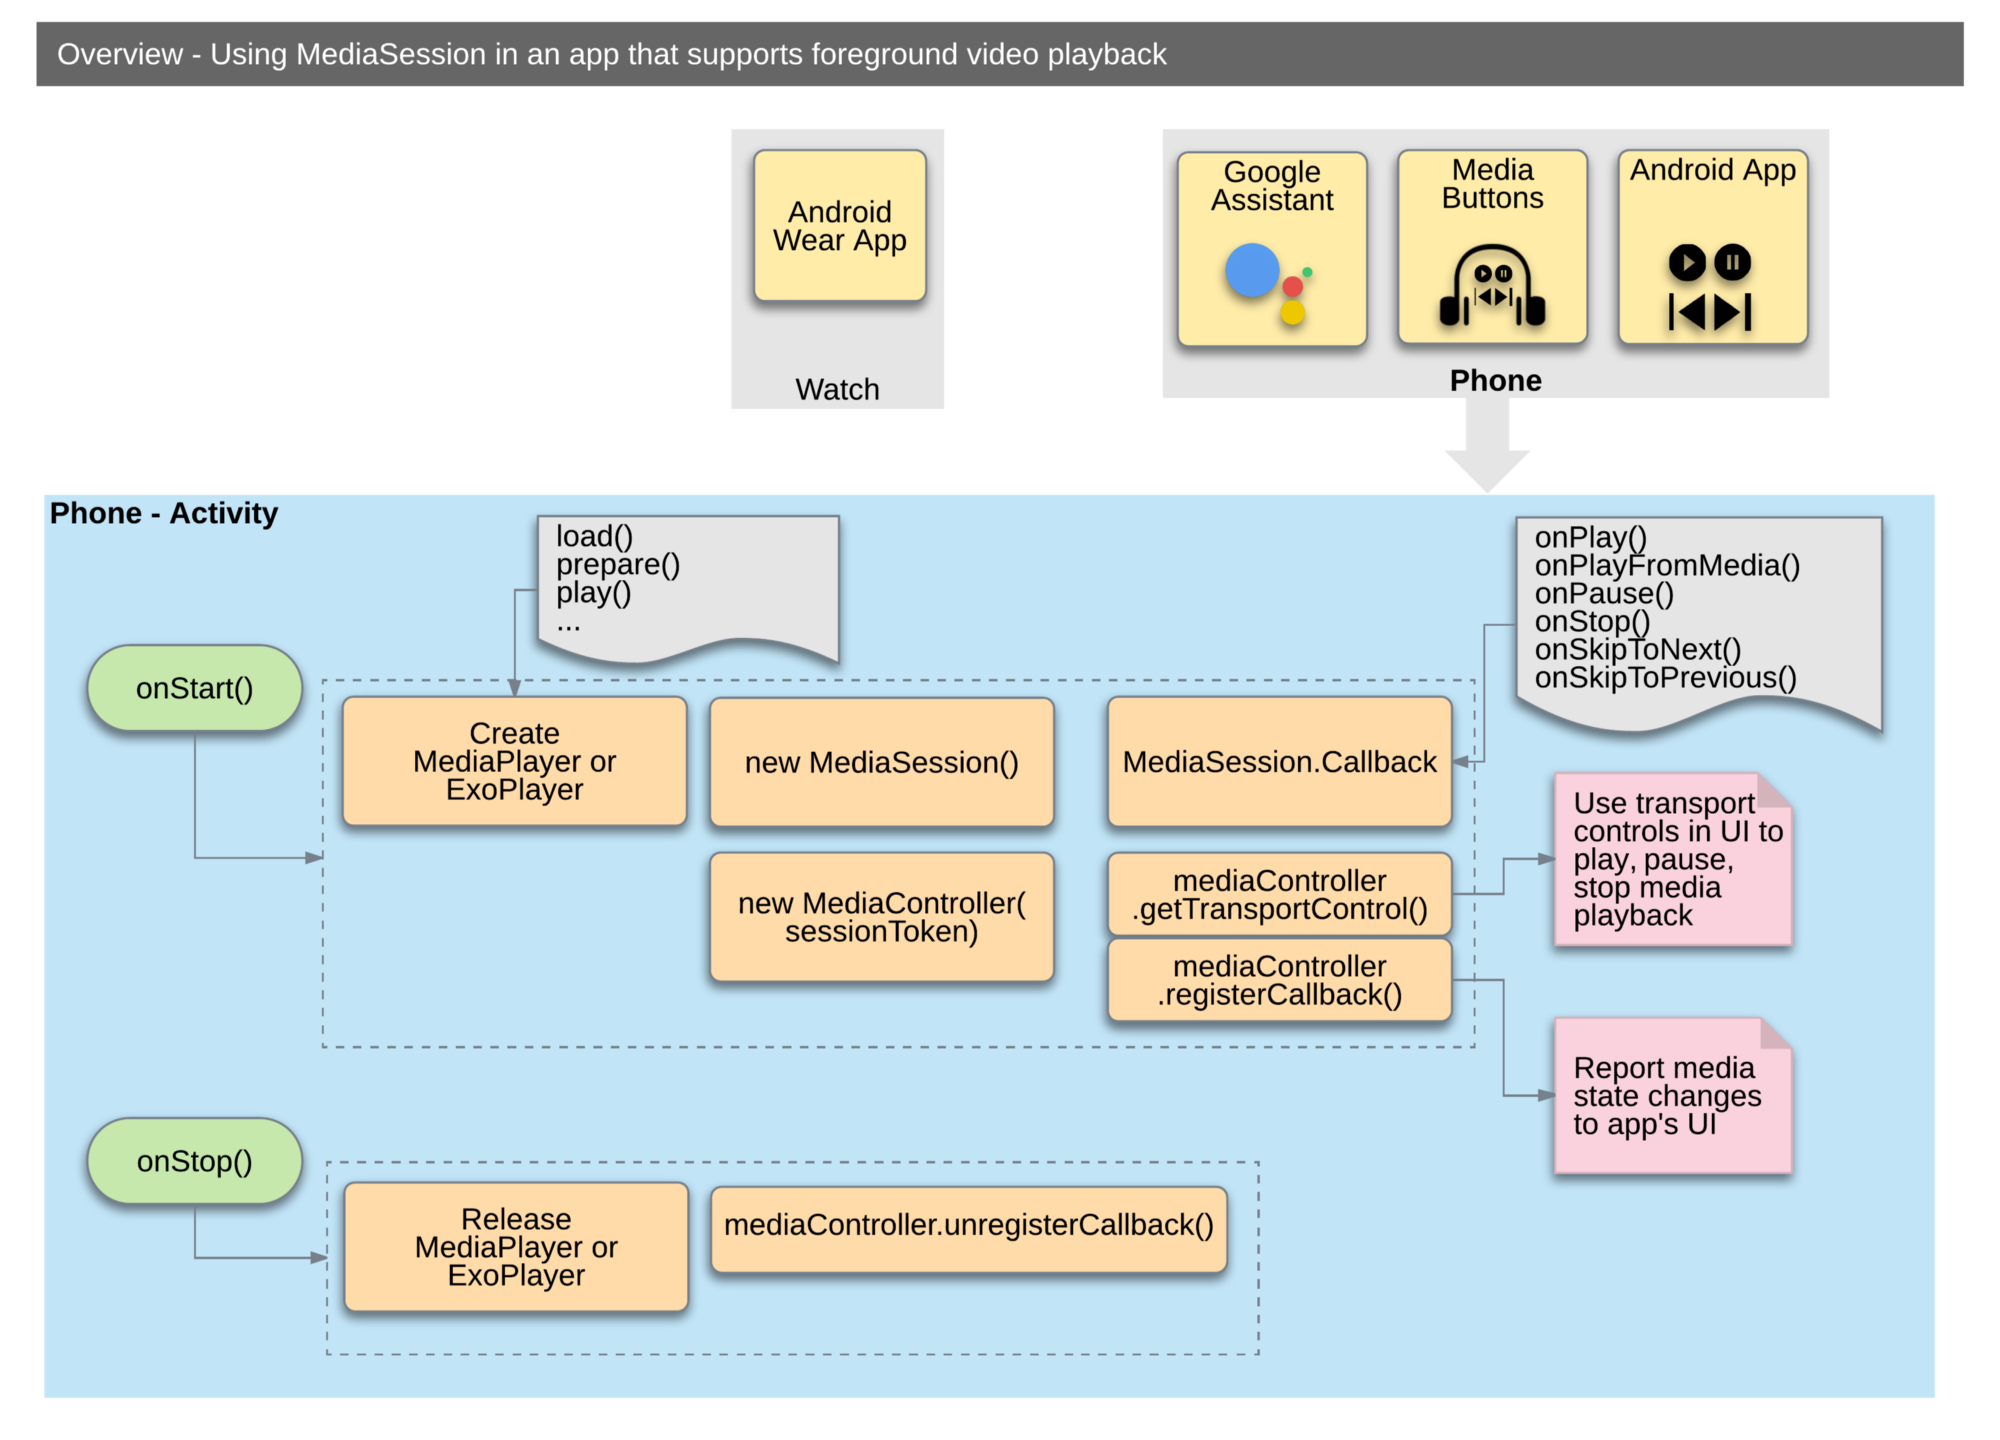 Overview - Using MediaSession in an app that supports foreground video playback
Android
Wear App
Watch
Google
Assistant
Media
Buttons
Android App
Phone
Phone - Activity
load()
prepare()
play()
...
onPlay()
onPlayFromMedia()
onPause()
onStop()
onSkipToNext()
onSkipToPrevious()
onStart()
Create
MediaPlayer or
ExoPlayer
new MediaSession()
MediaSession.Callback
new MediaController(
sessionToken)
mediaController
.getTransportControl()
mediaController
.registerCallback()
Use transport
controls in UI to
play, pause,
stop media
playback
Report media
state changes
to app's UI
onStop()
Release
MediaPlayer or
ExoPlayer
mediaController.unregisterCallback()